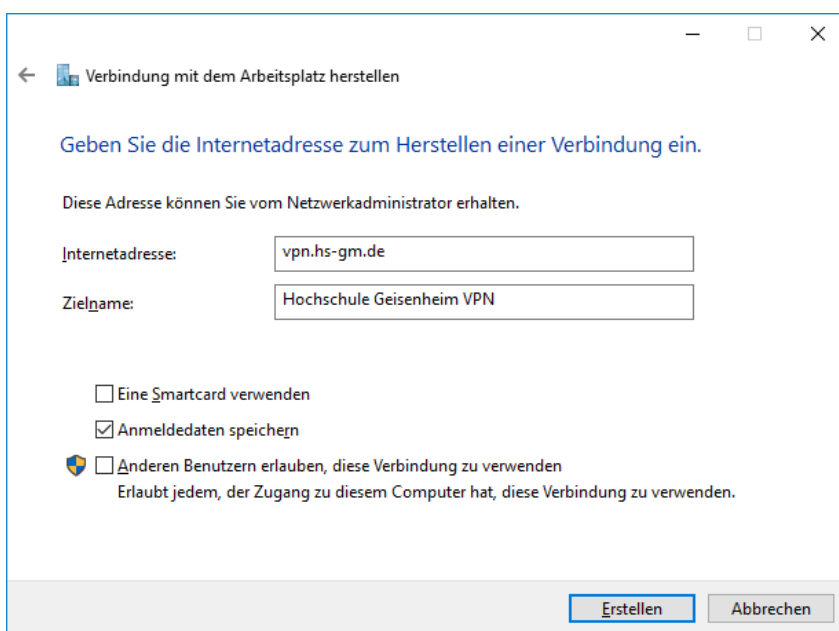 Verbindung mit dem Arbeitsplatz herstellen
Geben Sie die Internetadresse zum Herstellen einer Verbindung ein.
Diese Adresse können Sie vom Netzwerkadministrator erhalten.
Internetadresse: vpn.hs-gm.de
Zielname: Hochschule Geisenheim VPN
Eine Smartcard verwenden
Anmeldedaten speichern
Anderen Benutzern erlauben, diese Verbindung zu verwenden
Erlaubt jedem, der Zugang zu diesem Computer hat, diese Verbindung zu verwenden.
Erstellen Abbrechen